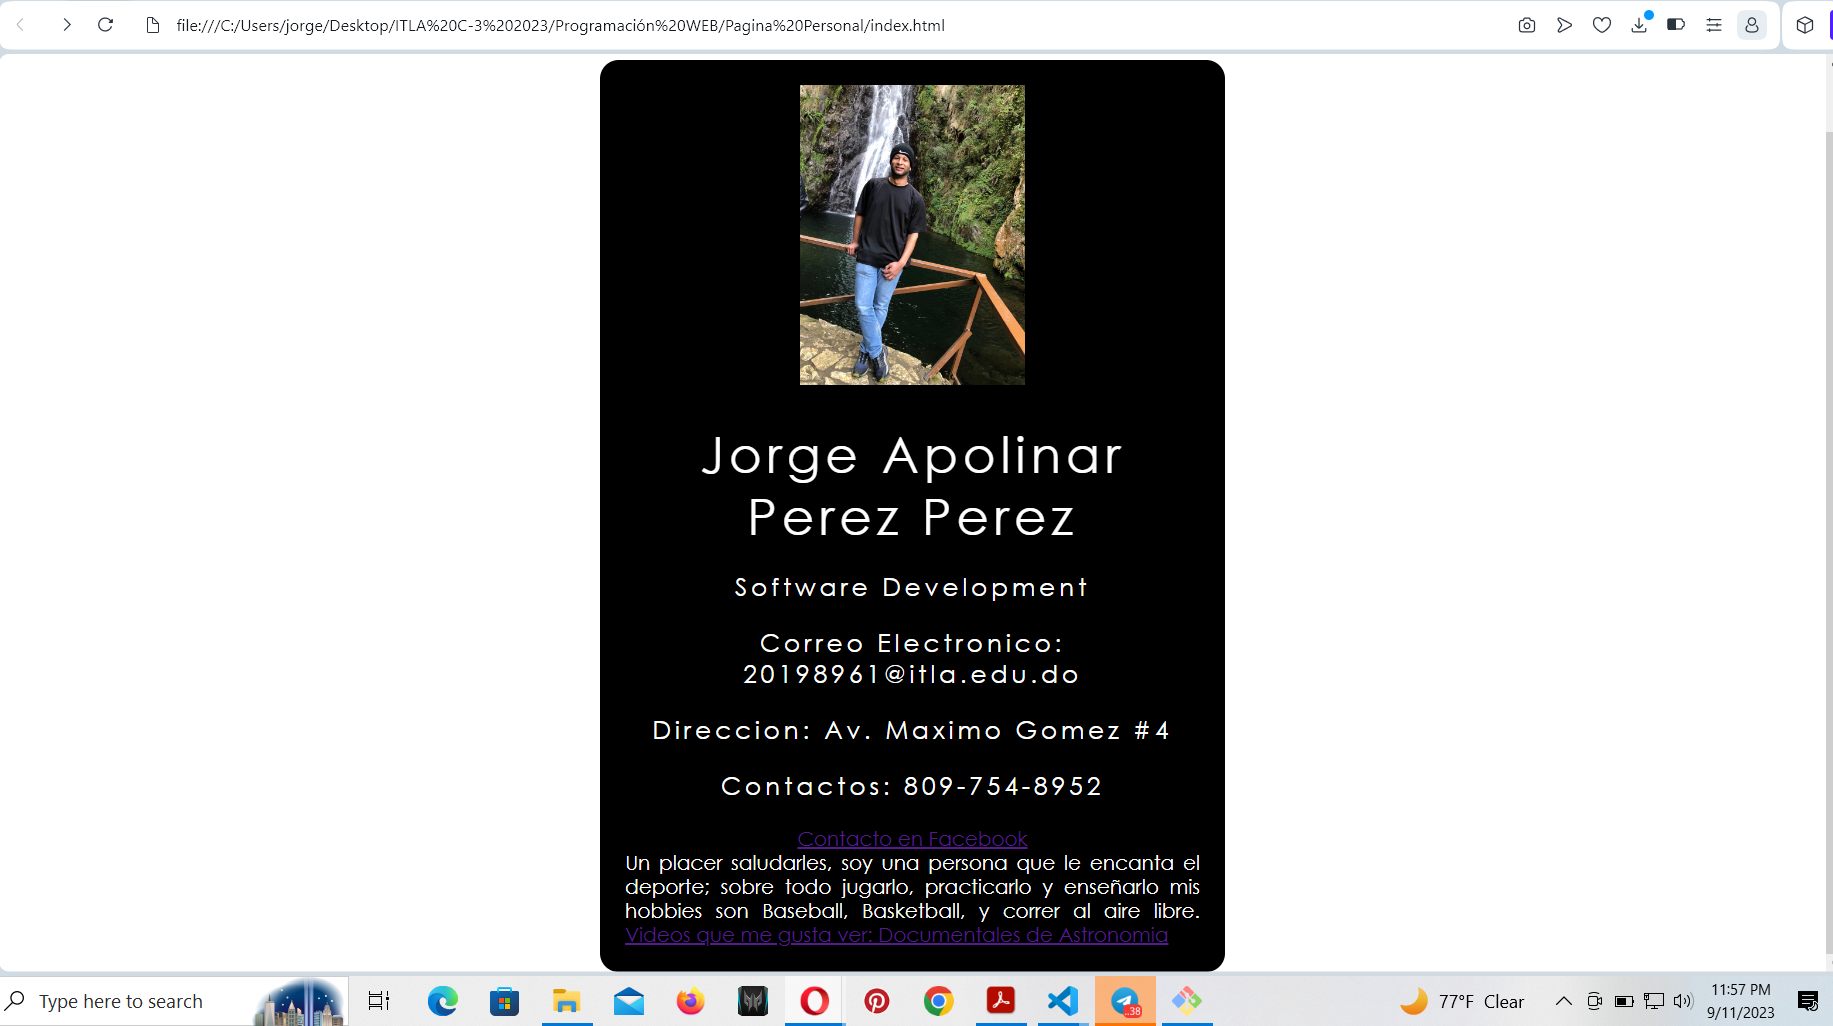 file:///C:/Users/jorge/Desktop/ITLA%20C-3%202023/Programación%20WEB/Pagina%20Personal/index.html
Jorge Apolinar
Perez Perez
Software Development
Correo Electronico:
20198961@itla.edu.do
Direccion: Av. Maximo Gomez #4
Contactos: 809-754-8952
Contacto en Facebook
Un placer saludarles, soy una persona que le encanta el
deporte; sobre todo jugarlo, practicarlo y enseñarlo mis
hobbies son Baseball, Basketball, y correr al aire libre.
Videos que me gusta ver: Documentales de Astronomia
Type here to search
..38
77°F Clear
11:57 PM
9/11/2023